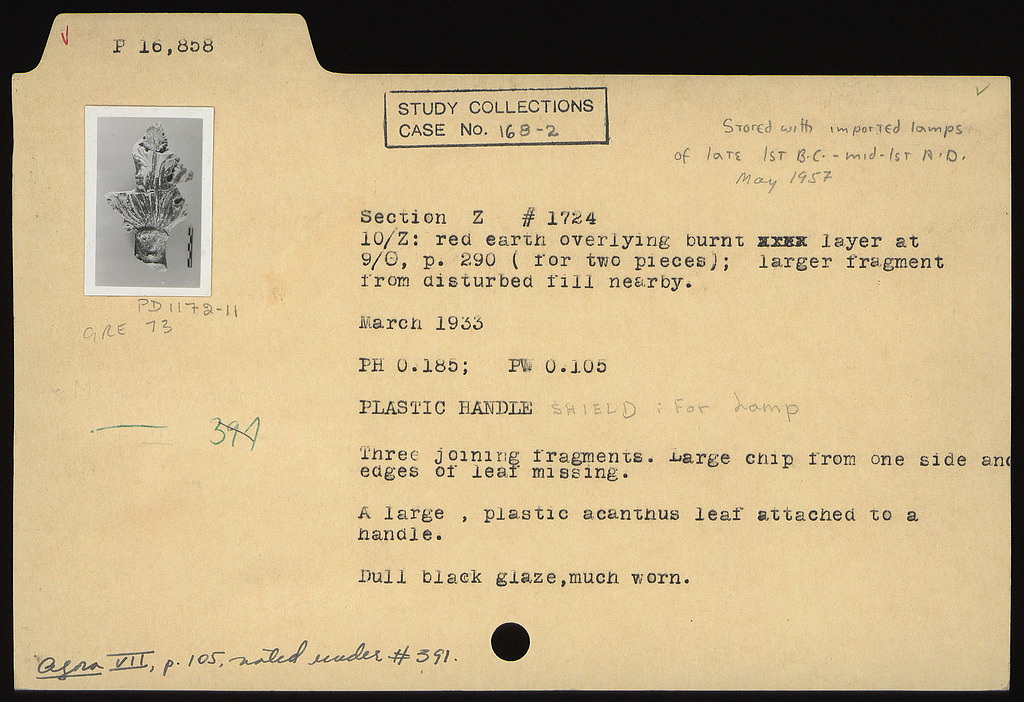 P 16,858
STUDY COLLECTIONS
CASE No. 168-2
Stored with imported lamps
of late 1st B.C. - mid-1st A.D.
May 1957
Section Z # 1724
10/Z: red earth overlying burnt xxxx layer at
9/Θ, p. 290 ( for two pieces); larger fragment
from disturbed fill nearby.
PD 1172-11
GRE 73
March 1933
PH 0.185; PW 0.105
PLASTIC HANDLE SHIELD : For Lamp
391
Three joining fragments. Large chip from one side and
edges of leaf missing.
A large , plastic acanthus leaf attached to a
handle.
Dull black glaze,much worn.
Agora VII, p. 105, noted under # 391.